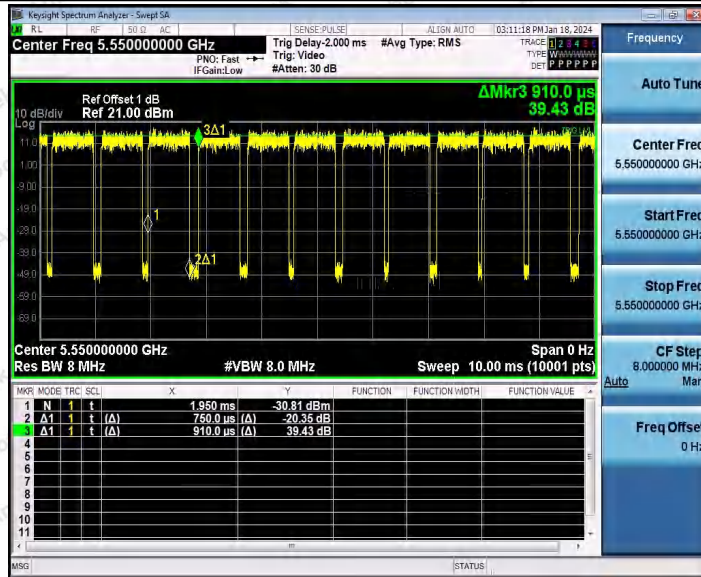 Keysight Spectrum Analyzer - Swept SA
RL RF 50 Ω AC SENSE:PULSE ALIGN AUTO 03:11:18 PM Jan 18, 2024
Center Freq 5.550000000 GHz
PNO: Fast
IFGain:Low
Trig Delay-2.000 ms
Trig: Video
#Atten: 30 dB
#Avg Type: RMS
TRACE 1 2 3 4 5 6
TYPE WWWWWW
DET P P P P P P
Ref Offset 1 dB
10 dB/div Ref 21.00 dBm
Log
ΔMkr3 910.0 µs
39.43 dB
11.0
1.00
-9.00
-19.0
-29.0
-39.0
-49.0
-59.0
-69.0
3Δ1
1
2Δ1
Center 5.550000000 GHz Span 0 Hz
Res BW 8 MHz #VBW 8.0 MHz Sweep 10.00 ms (10001 pts)
MKR MODE TRC SCL X Y FUNCTION FUNCTION WIDTH FUNCTION VALUE
1 N 1 t 1.950 ms -30.81 dBm
2 Δ1 1 t (Δ) 750.0 µs (Δ) -20.35 dB
3 Δ1 1 t (Δ) 910.0 µs (Δ) 39.43 dB
4
5
6
7
8
9
10
11
MSG STATUS
Frequency
Auto Tune
Center Freq
5.550000000 GHz
Start Freq
5.550000000 GHz
Stop Freq
5.550000000 GHz
CF Step
8.000000 MHz
Auto Man
Freq Offset
0 Hz